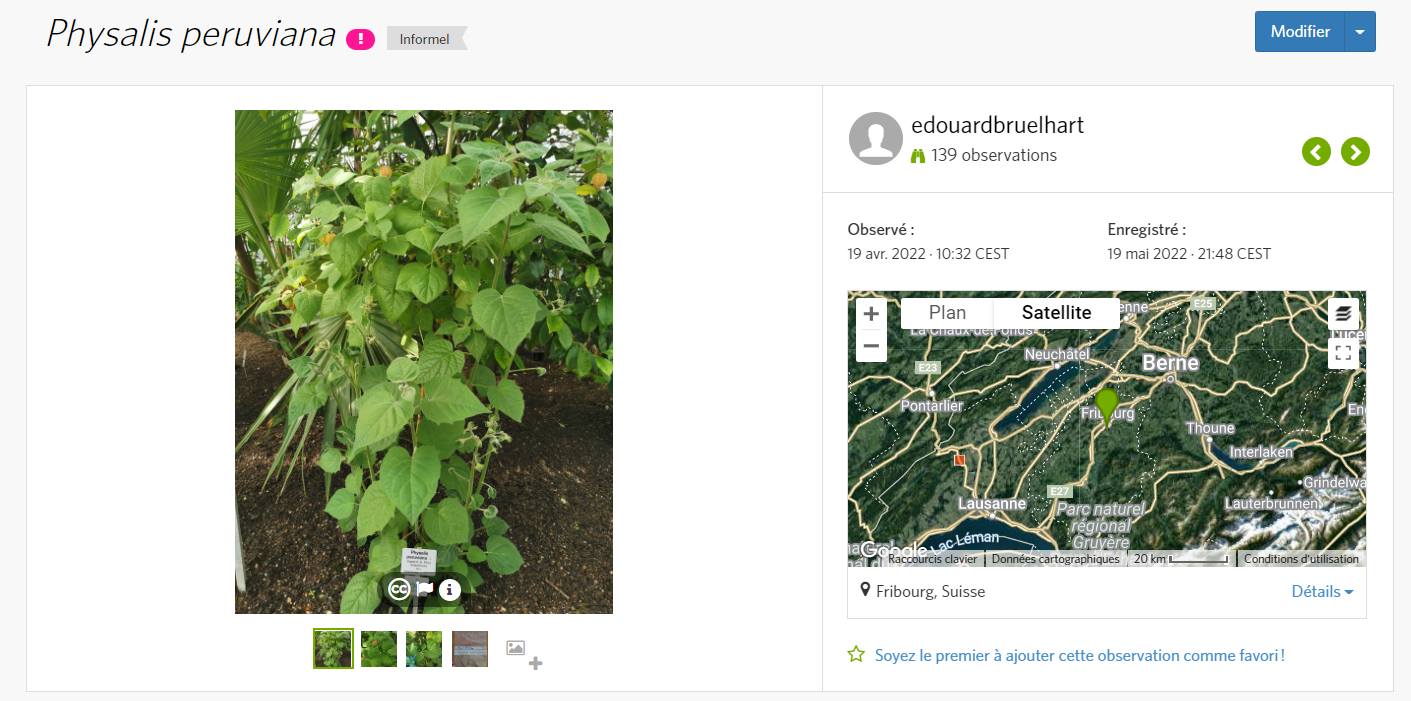 Physalis peruviana
!
Informel
Modifier
edouardbruelhart
139 observations
Observé :
19 avr. 2022 · 10:32 CEST
Enregistré :
19 mai 2022 · 21:48 CEST
Plan
Satellite
E25
La Chaux-de-Fonds
Neuchâtel
Berne
E23
Pontarlier
Fribourg
Thoune
Interlaken
Grindelwa
Lausanne
E27
Parc naturel
régional
Gruyère
Lauterbrunnen
Lac Léman
Google
Raccourcis clavier
Données cartographiques
20 km
Conditions d'utilisation
Fribourg, Suisse
Détails
Physalis
peruviana
cc
i
Soyez le premier à ajouter cette observation comme favori !